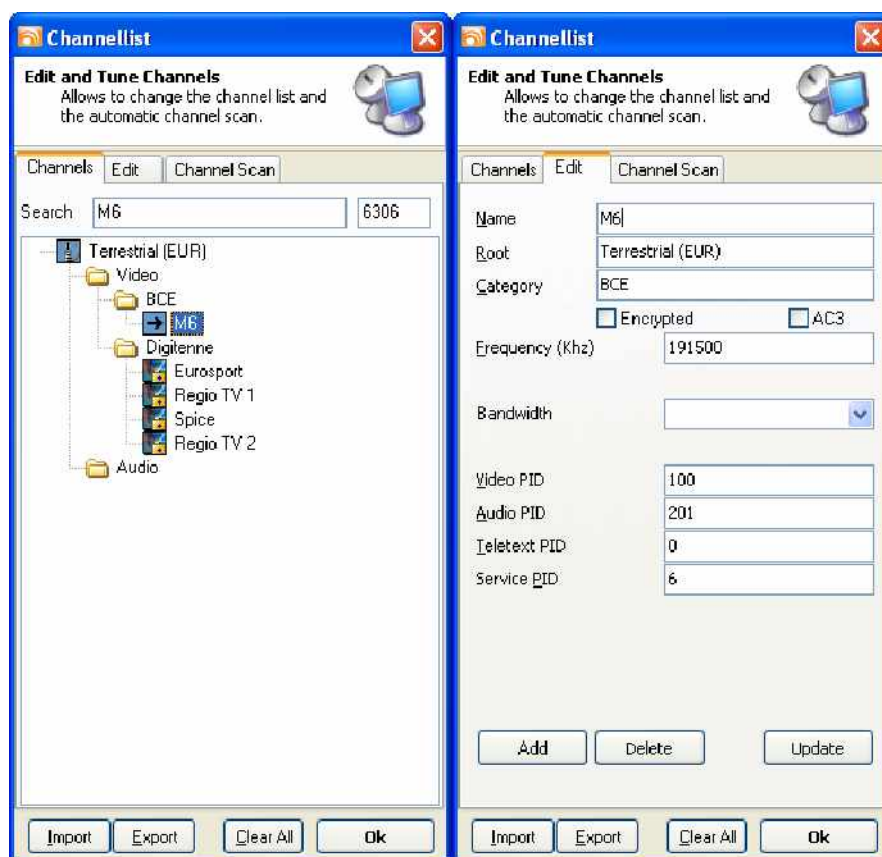 Channellist
Edit and Tune Channels
Allows to change the channel list and
the automatic channel scan.
Channels Edit Channel Scan
Search M6 6306
Terrestrial (EUR)
Video
BCE
M6
Digitenne
Eurosport
Regio TV 1
Spice
Regio TV 2
Audio
Import Export Clear All Ok
Channellist
Edit and Tune Channels
Allows to change the channel list and
the automatic channel scan.
Channels Edit Channel Scan
Name M6
Root Terrestrial (EUR)
Category BCE
Encrypted AC3
Frequency (Khz) 191500
Bandwidth
Video PID 100
Audio PID 201
Teletext PID 0
Service PID 6
Add Delete Update
Import Export Clear All Ok